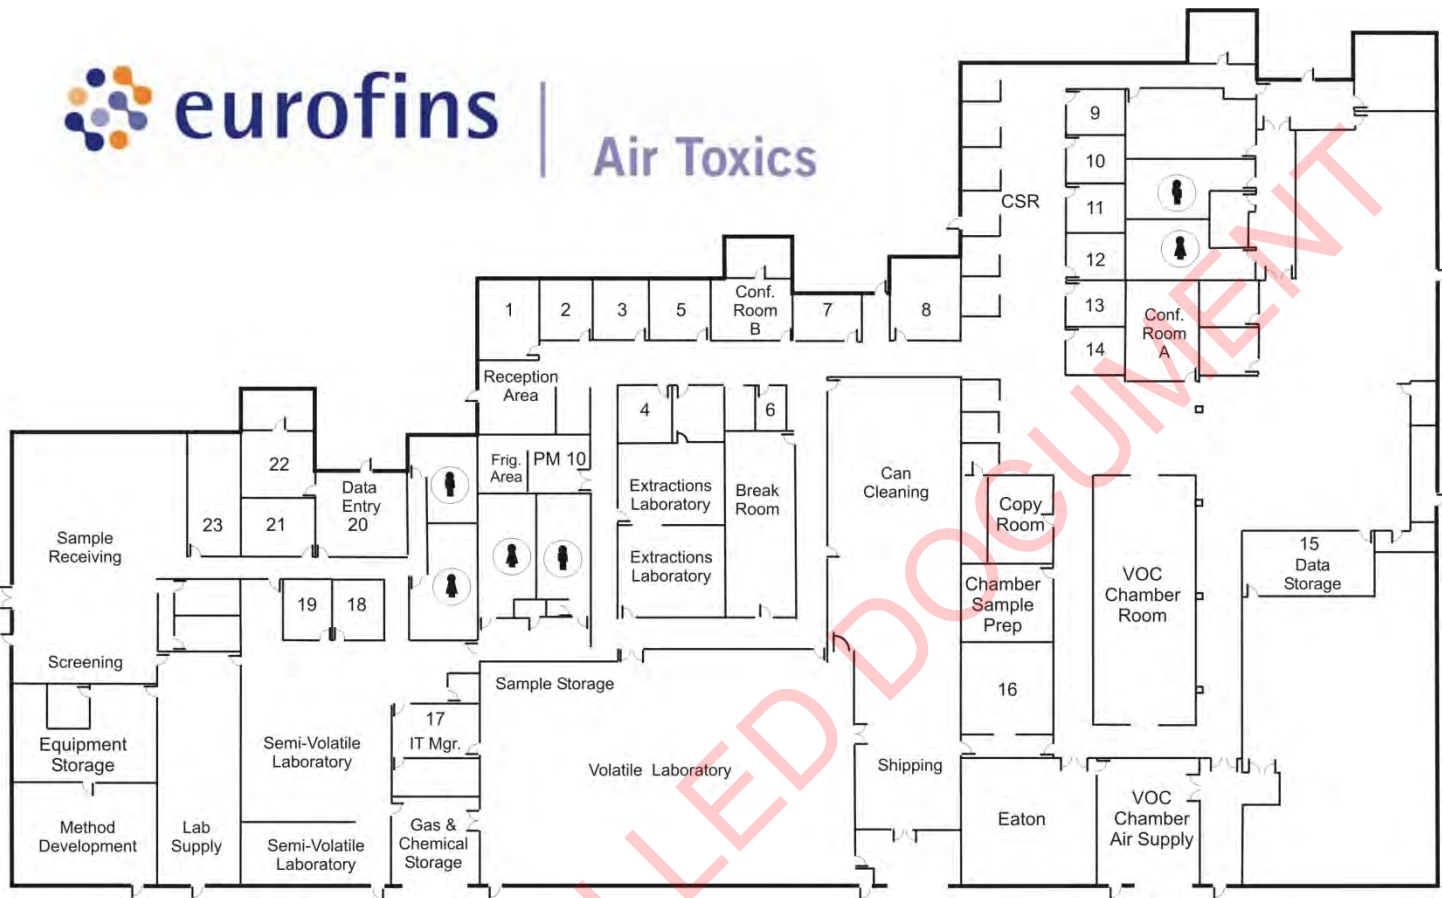 eurofins
Air Toxics
9
10
CSR
11
12
13
14
Conf.
Room
A
1
2
3
5
Conf.
Room
B
7
8
Reception
Area
4
6
Frig.
Area
PM 10
Extractions
Laboratory
Extractions
Laboratory
Break
Room
Can
Cleaning
Copy
Room
Chamber
Sample
Prep
16
VOC
Chamber
Room
15
Data
Storage
22
21
23
Data
Entry
20
19
18
Sample
Receiving
Screening
Equipment
Storage
Method
Development
Lab
Supply
Semi-Volatile
Laboratory
Semi-Volatile
Laboratory
17
IT Mgr.
Gas &
Chemical
Storage
Sample Storage
Volatile Laboratory
Shipping
Eaton
VOC
Chamber
Air Supply
LLED DOCUMENT